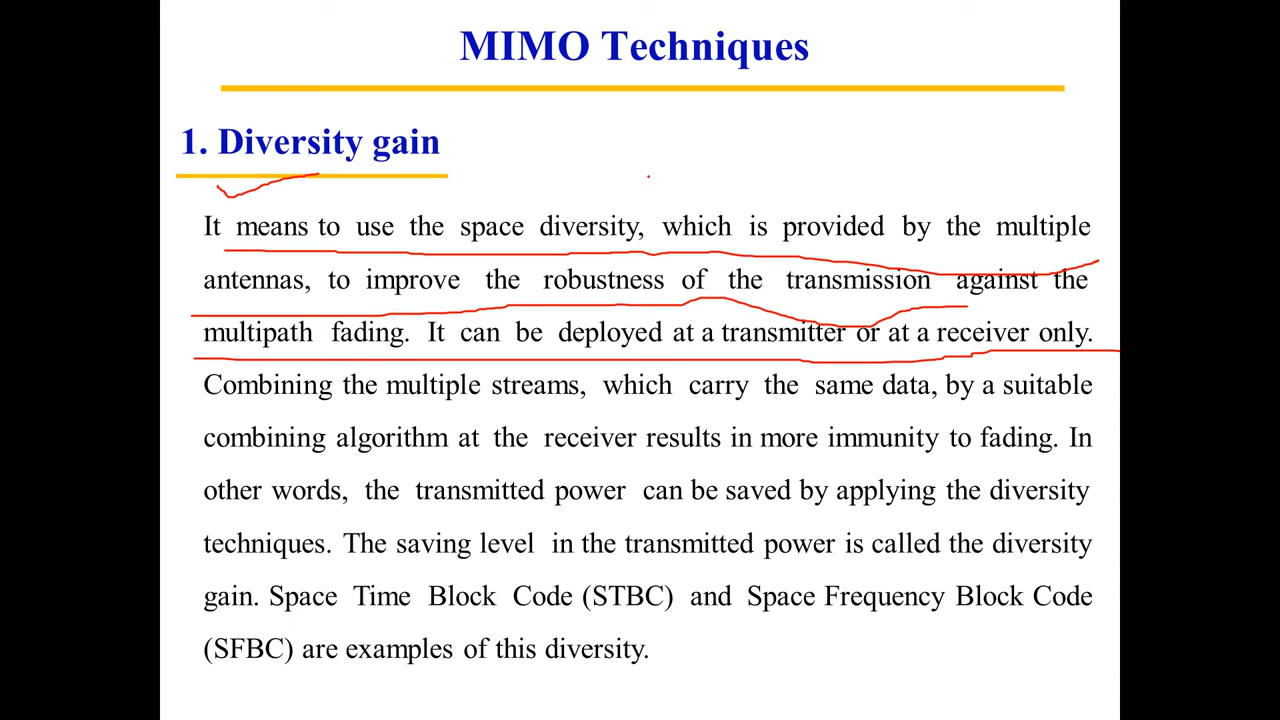 MIMO Techniques
1. Diversity gain
It means to use the space diversity, which is provided by the multiple
antennas, to improve the robustness of the transmission against the
multipath fading. It can be deployed at a transmitter or at a receiver only.
Combining the multiple streams, which carry the same data, by a suitable
combining algorithm at the receiver results in more immunity to fading. In
other words, the transmitted power can be saved by applying the diversity
techniques. The saving level in the transmitted power is called the diversity
gain. Space Time Block Code (STBC) and Space Frequency Block Code
(SFBC) are examples of this diversity.